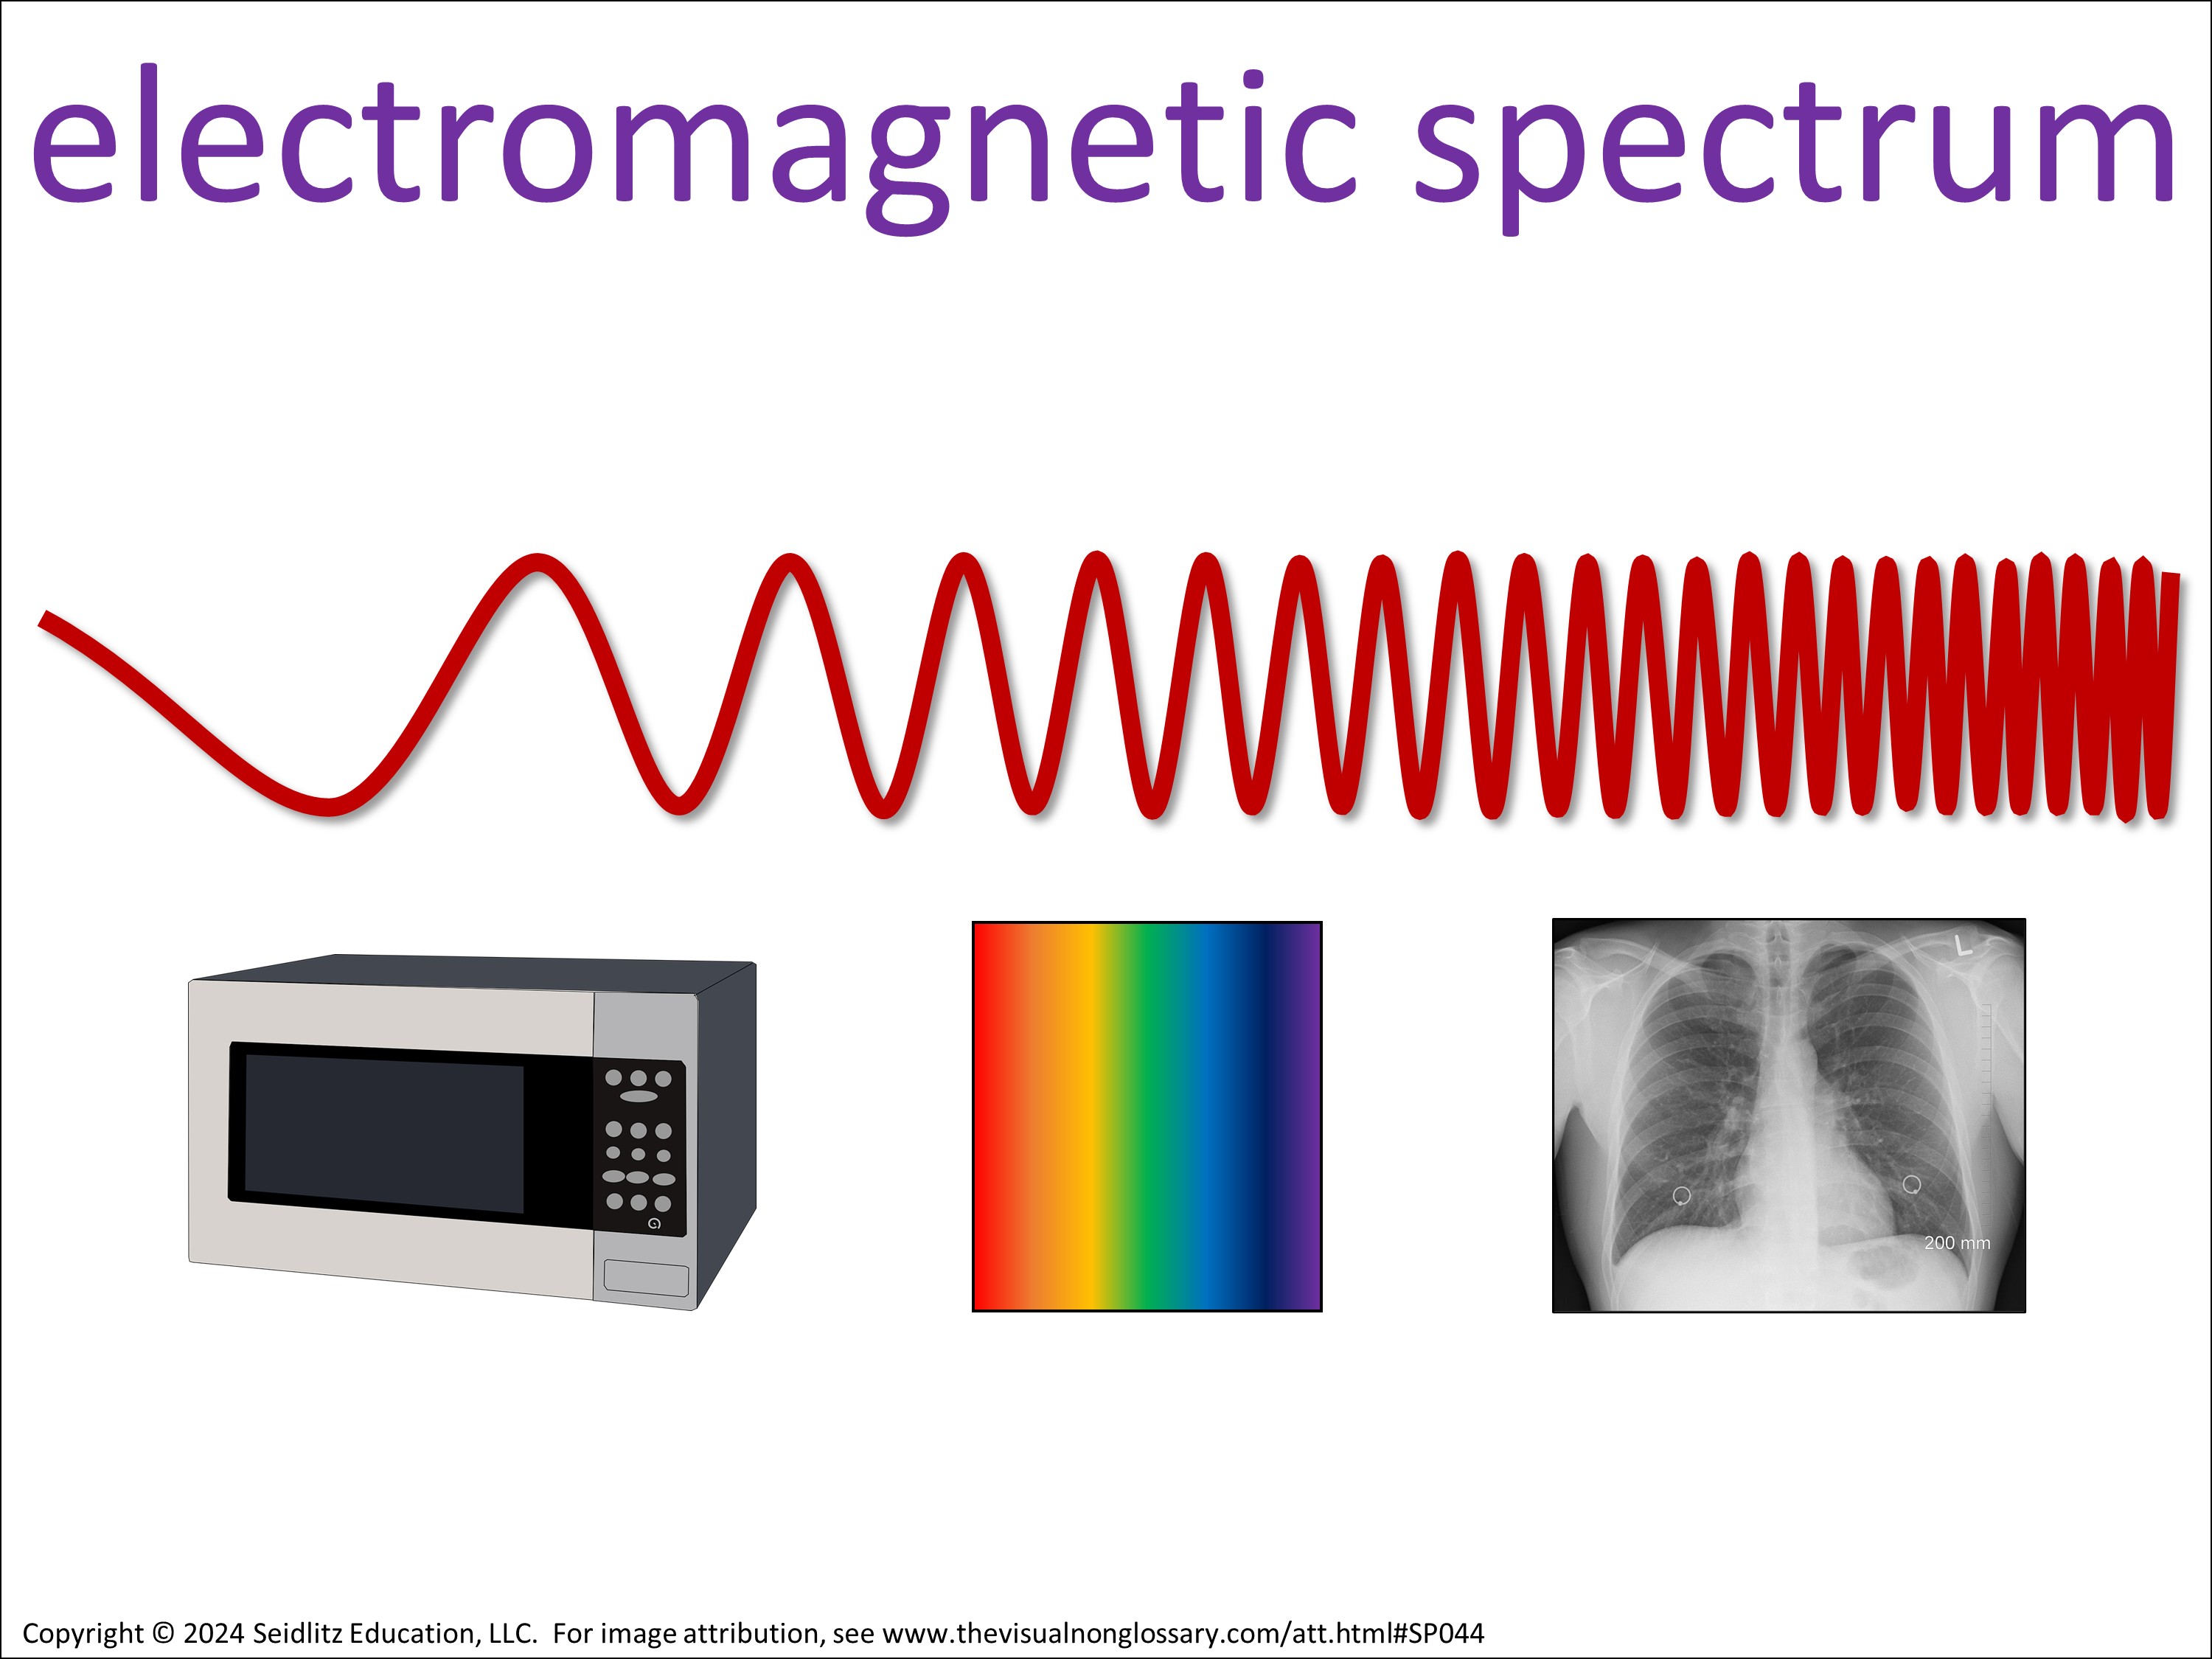 electromagnetic spectrum
L
200 mm
Copyright © 2024 Seidlitz Education, LLC.  For image attribution, see www.thevisualnonglossary.com/att.html#SP044